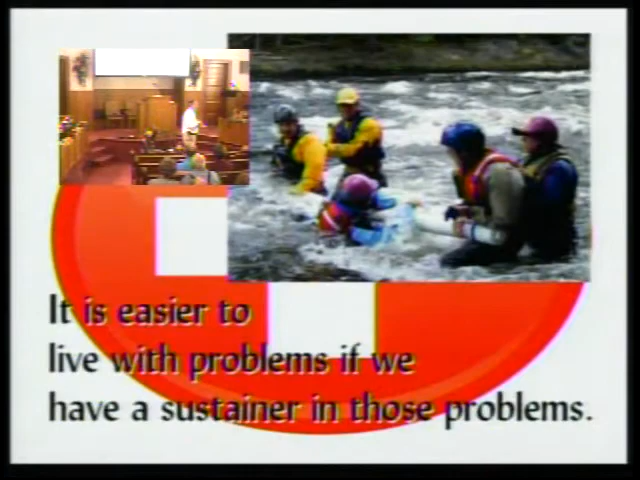 It is easier to
live with problems if we
have a sustainer in those problems.